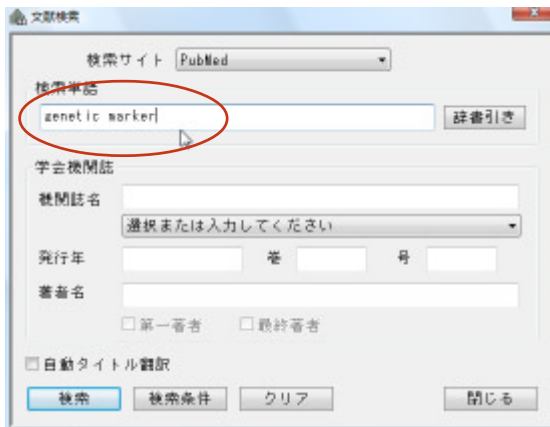 文献検索
検索サイト PubMed
検索単語
genetic marker 辞書引き
学会機関誌
機関誌名
選択または入力してください
発行年 巻 号
著者名
第一著者 最終著者
自動タイトル翻訳
検索 検索条件 クリア 閉じる